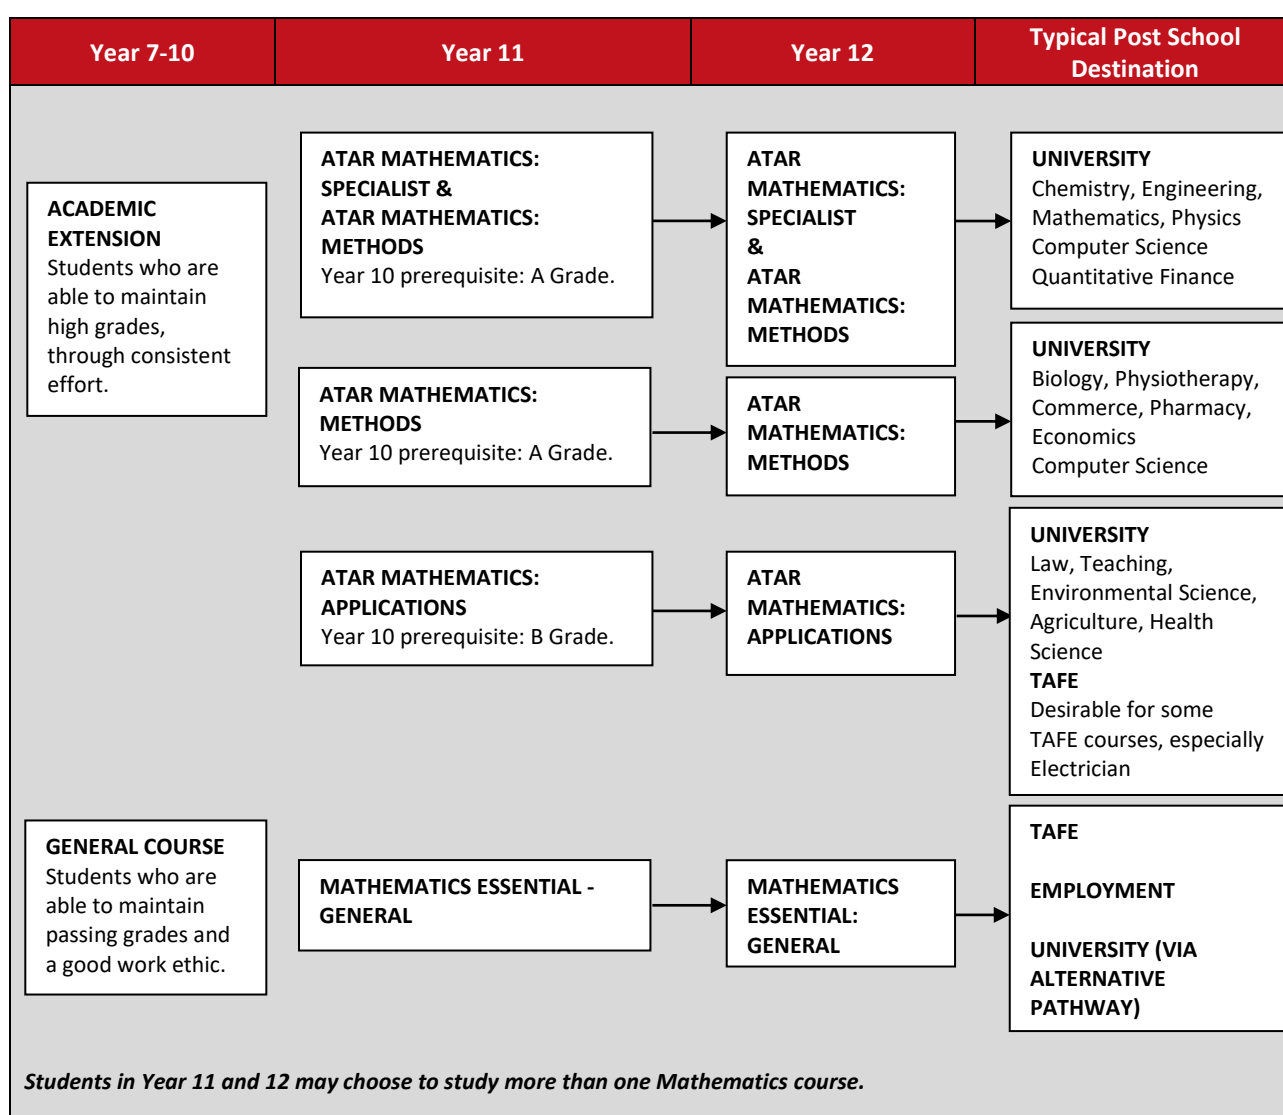 Year 7-10
Year 11
Year 12
Typical Post School
Destination
ACADEMIC
EXTENSION
Students who are
able to maintain
high grades,
through consistent
effort.
ATAR MATHEMATICS:
SPECIALIST &
ATAR MATHEMATICS:
METHODS
Year 10 prerequisite: A Grade.
ATAR
MATHEMATICS:
SPECIALIST
&
ATAR
MATHEMATICS:
METHODS
UNIVERSITY
Chemistry, Engineering,
Mathematics, Physics
Computer Science
Quantitative Finance
ATAR MATHEMATICS:
METHODS
Year 10 prerequisite: A Grade.
ATAR
MATHEMATICS:
METHODS
UNIVERSITY
Biology, Physiotherapy,
Commerce, Pharmacy,
Economics
Computer Science
ATAR MATHEMATICS:
APPLICATIONS
Year 10 prerequisite: B Grade.
ATAR
MATHEMATICS:
APPLICATIONS
UNIVERSITY
Law, Teaching,
Environmental Science,
Agriculture, Health
Science
TAFE
Desirable for some
TAFE courses, especially
Electrician
GENERAL COURSE
Students who are
able to maintain
passing grades and
a good work ethic.
MATHEMATICS ESSENTIAL -
GENERAL
MATHEMATICS
ESSENTIAL:
GENERAL
TAFE
EMPLOYMENT
UNIVERSITY (VIA
ALTERNATIVE
PATHWAY)
Students in Year 11 and 12 may choose to study more than one Mathematics course.